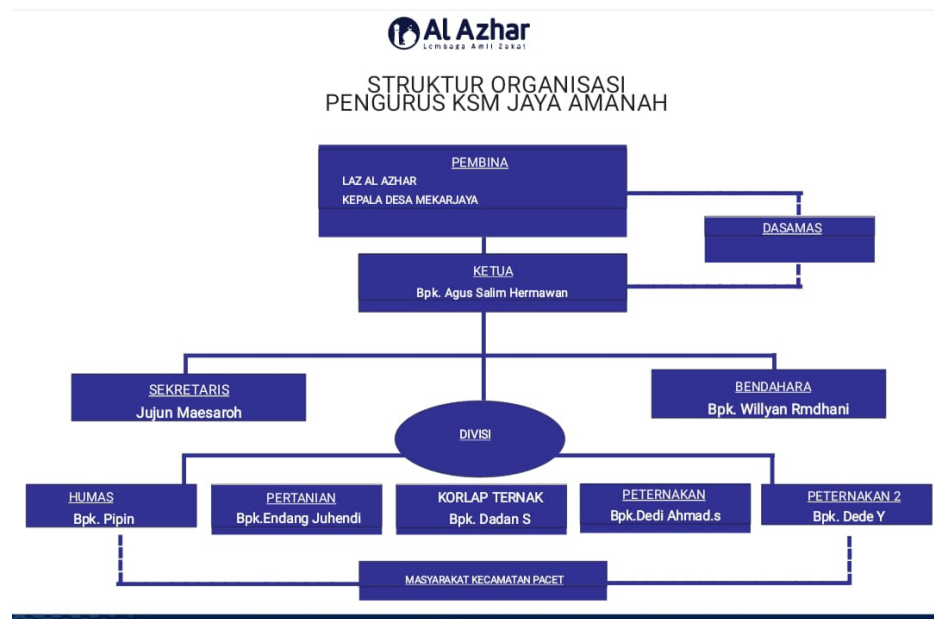 Al Azhar
Lembaga Amil Zakat
STRUKTUR ORGANISASI
PENGURUS KSM JAYA AMANAH
PEMBINA
LAZ AL AZHAR
KEPALA DESA MEKARJAYA
DASAMAS
KETUA
Bpk. Agus Salim Hermawan
SEKRETARIS
Jujun Maesaroh
BENDAHARA
Bpk. Willyan Rmdhani
DIVISI
HUMAS
Bpk. Pipin
PERTANIAN
Bpk.Endang Juhendi
KORLAP TERNAK
Bpk. Dadan S
PETERNAKAN
Bpk.Dedi Ahmad.s
PETERNAKAN 2
Bpk. Dede Y
MASYARAKAT KECAMATAN PACET